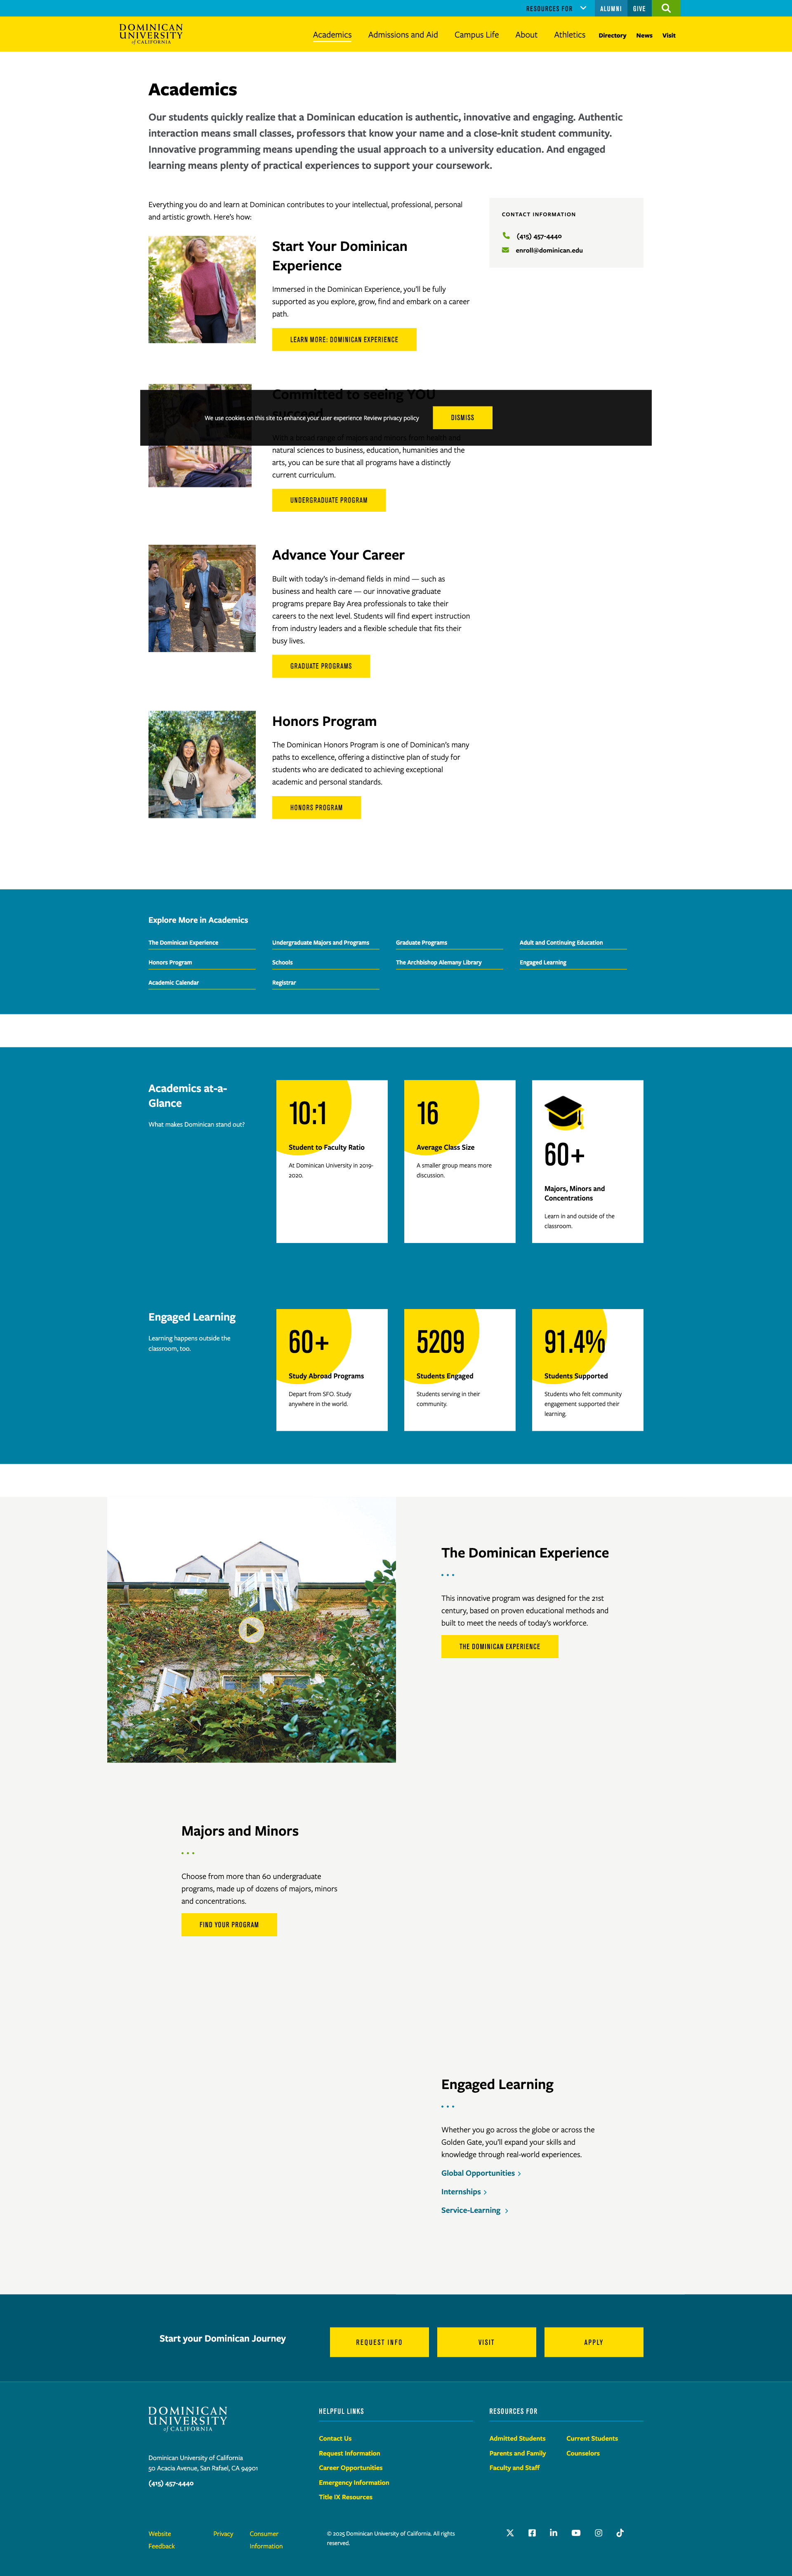 RESOURCES FOR
ALUMNI
GIVE
DOMINICAN
UNIVERSITY
of CALIFORNIA
Academics
Admissions and Aid
Campus Life
About
Athletics
Directory
News
Visit
Academics
Our students quickly realize that a Dominican education is authentic, innovative and engaging. Authentic
interaction means small classes, professors that know your name and a close-knit student community.
Innovative programming means upending the usual approach to a university education. And engaged
learning means plenty of practical experiences to support your coursework.
Everything you do and learn at Dominican contributes to your intellectual, professional, personal
and artistic growth. Here's how:
CONTACT INFORMATION
(415) 457-4440
enroll@dominican.edu
Start Your Dominican
Experience
Immersed in the Dominican Experience, you'll be fully
supported as you explore, grow, find and embark on a career
path.
LEARN MORE: DOMINICAN EXPERIENCE
Committed to seeing YOU
succeed
We use cookies on this site to enhance your user experience Review privacy policy
DISMISS
With a broad range of majors and minors from health and
natural sciences to business, education, humanities and the
arts, you can be sure that all programs have a distinctly
current curriculum.
UNDERGRADUATE PROGRAM
Advance Your Career
Built with today's in-demand fields in mind — such as
business and health care — our innovative graduate
programs prepare Bay Area professionals to take their
careers to the next level. Students will find expert instruction
from industry leaders and a flexible schedule that fits their
busy lives.
GRADUATE PROGRAMS
Honors Program
The Dominican Honors Program is one of Dominican's many
paths to excellence, offering a distinctive plan of study for
students who are dedicated to achieving exceptional
academic and personal standards.
HONORS PROGRAM
Explore More in Academics
The Dominican Experience
Undergraduate Majors and Programs
Graduate Programs
Adult and Continuing Education
Honors Program
Schools
The Archbishop Alemany Library
Engaged Learning
Academic Calendar
Registrar
Academics at-a-
Glance
What makes Dominican stand out?
10:1
Student to Faculty Ratio
At Dominican University in 2019-
2020.
16
Average Class Size
A smaller group means more
discussion.
60+
Majors, Minors and
Concentrations
Learn in and outside of the
classroom.
Engaged Learning
Learning happens outside the
classroom, too.
60+
Study Abroad Programs
Depart from SFO. Study
anywhere in the world.
5209
Students Engaged
Students serving in their
community.
91.4%
Students Supported
Students who felt community
engagement supported their
learning.
The Dominican Experience
This innovative program was designed for the 21st
century, based on proven educational methods and
built to meet the needs of today's workforce.
THE DOMINICAN EXPERIENCE
Majors and Minors
Choose from more than 60 undergraduate
programs, made up of dozens of majors, minors
and concentrations.
FIND YOUR PROGRAM
Engaged Learning
Whether you go across the globe or across the
Golden Gate, you'll expand your skills and
knowledge through real-world experiences.
Global Opportunities
Internships
Service-Learning
Start your Dominican Journey
REQUEST INFO
VISIT
APPLY
DOMINICAN
UNIVERSITY
of CALIFORNIA
Dominican University of California
50 Acacia Avenue, San Rafael, CA 94901
(415) 457-4440
HELPFUL LINKS
Contact Us
Request Information
Career Opportunities
Emergency Information
Title IX Resources
RESOURCES FOR
Admitted Students
Current Students
Parents and Family
Counselors
Faculty and Staff
Website
Feedback
Privacy
Consumer
Information
© 2025 Dominican University of California. All rights
reserved.